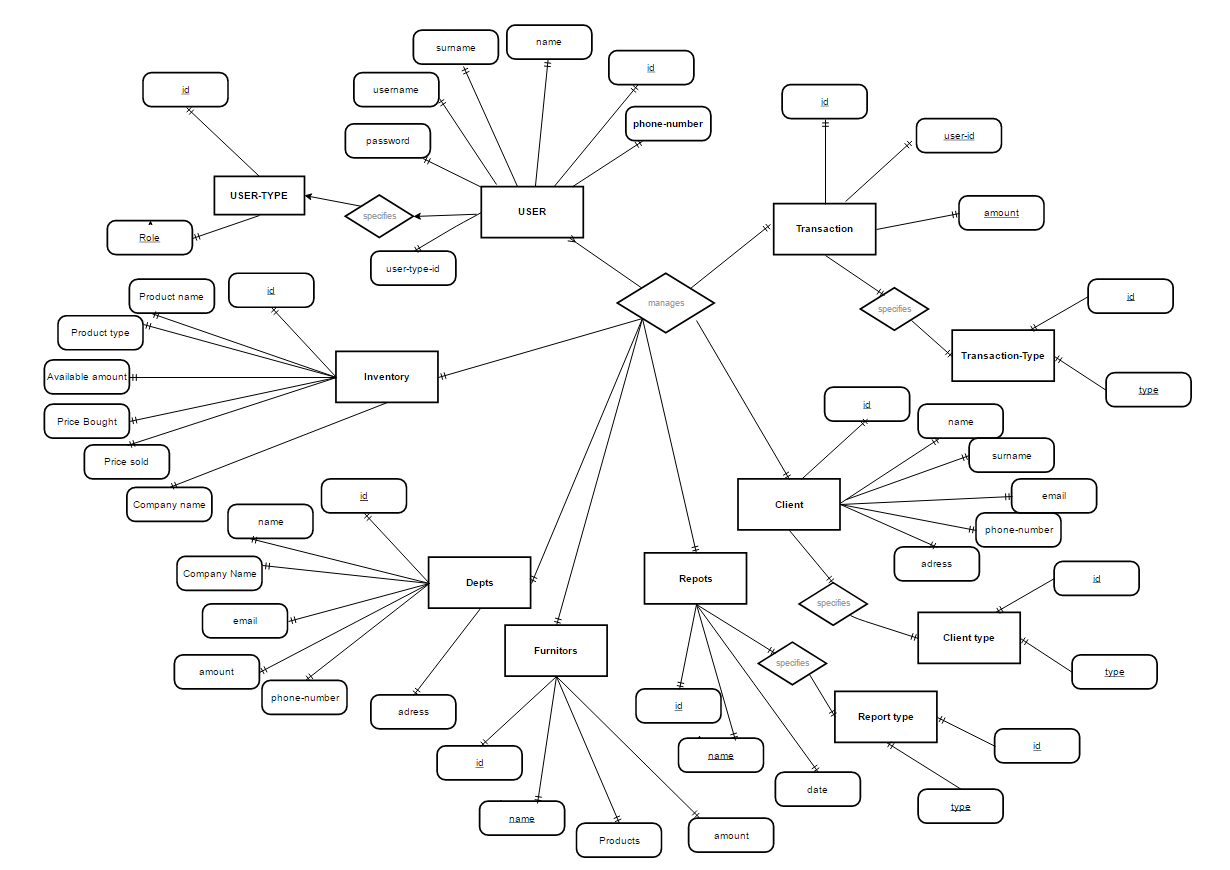 surname
name
id
id
username
id
phone-number
user-id
password
USER-TYPE
USER
specifies
amount
Transaction
Role
user-type-id
Product name
id
manages
id
specifies
Product type
Transaction-Type
Available amount
Inventory
type
id
Price Bought
name
Price sold
surname
id
email
Company name
Client
name
phone-number
adress
Company Name
Depts
Repots
id
specifies
email
Client type
Furnitors
specifies
amount
type
phone-number
id
adress
Report type
id
name
id
date
type
name
Products
amount